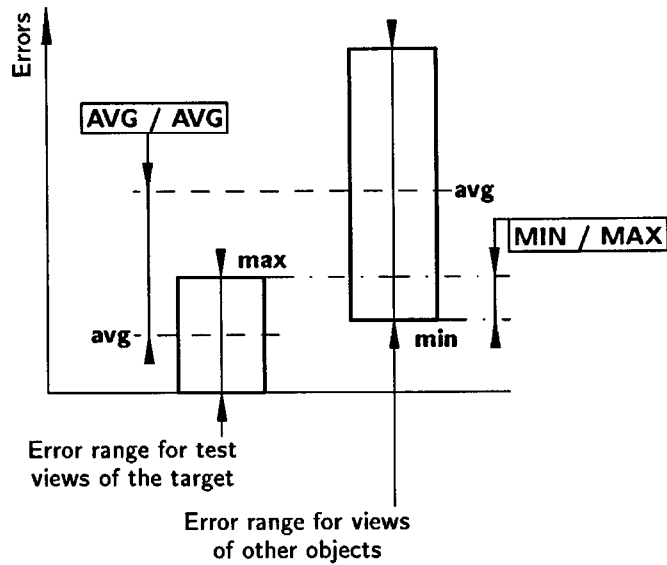 Errors
AVG / AVG
avg
MIN / MAX
max
avg
min
Error range for test
views of the target
Error range for views
of other objects